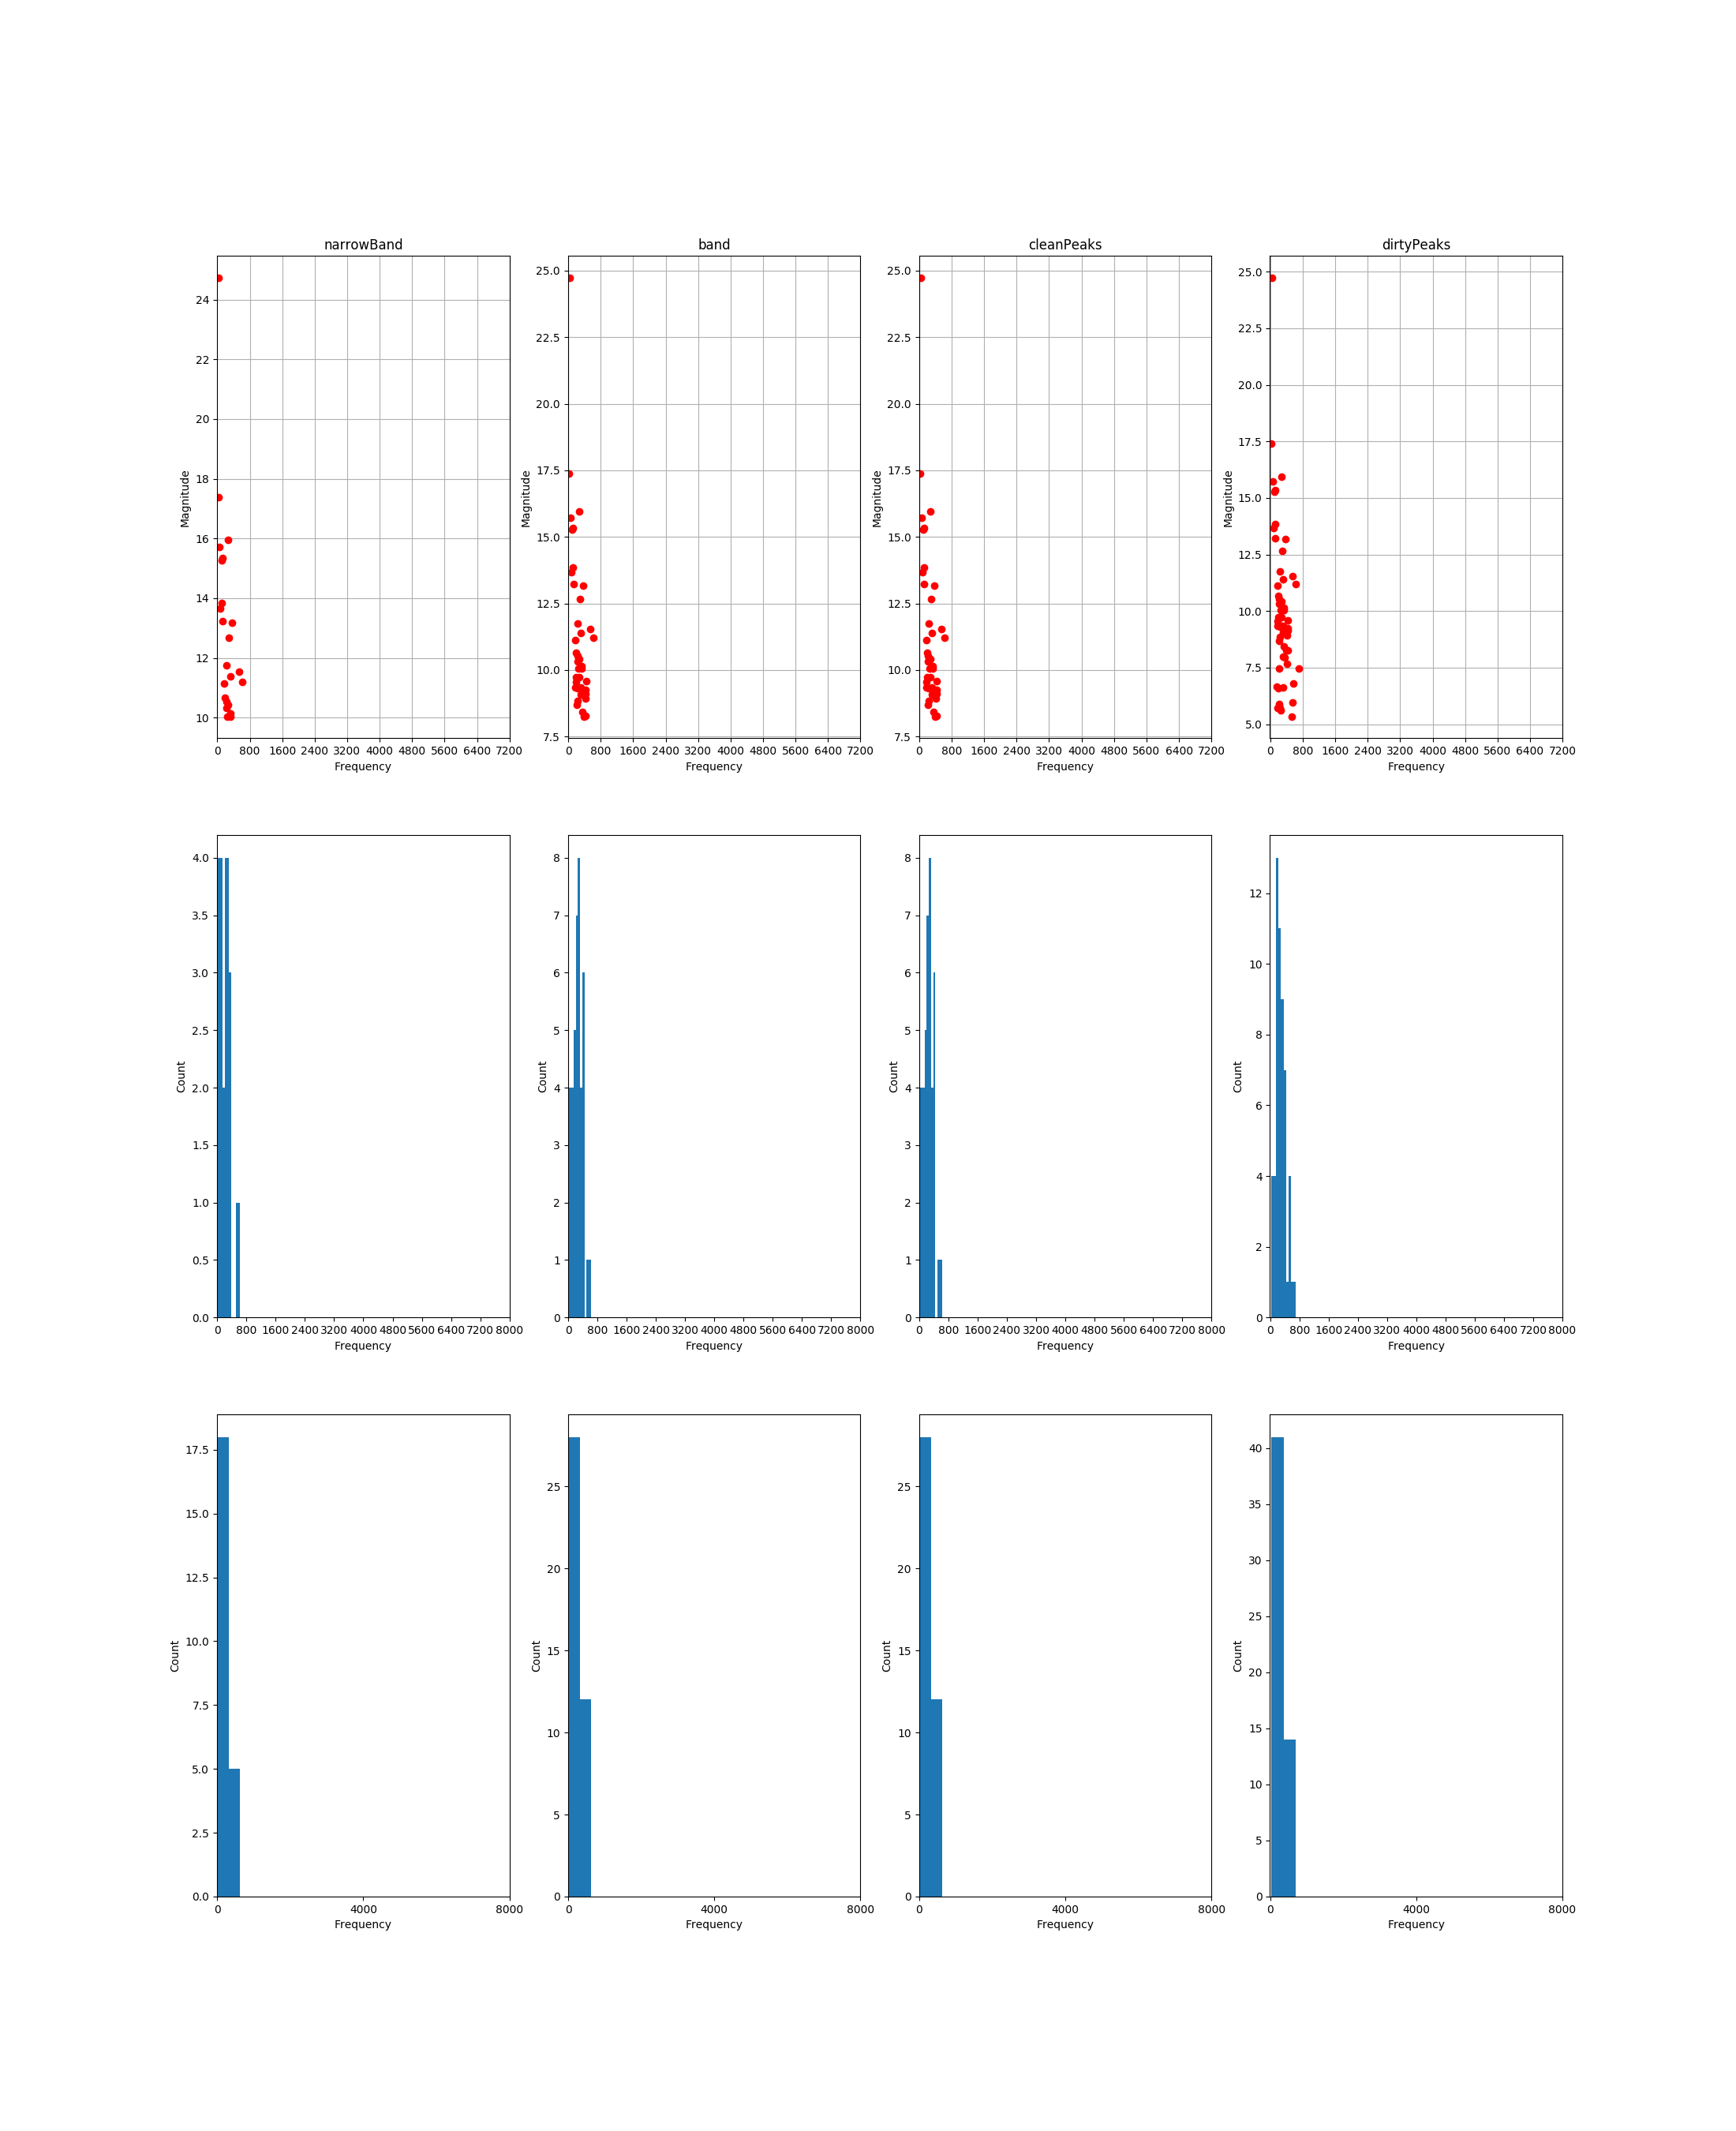 narrowBand band cleanPeaks dirtyPeaks
Magnitude Magnitude Magnitude Magnitude
24 22 20 18 16 14 12 10
25.0 22.5 20.0 17.5 15.0 12.5 10.0 7.5
25.0 22.5 20.0 17.5 15.0 12.5 10.0 7.5
25.0 22.5 20.0 17.5 15.0 12.5 10.0 7.5 5.0
0 800 1600 2400 3200 4000 4800 5600 6400 7200
0 800 1600 2400 3200 4000 4800 5600 6400 7200
0 800 1600 2400 3200 4000 4800 5600 6400 7200
0 800 1600 2400 3200 4000 4800 5600 6400 7200
Frequency Frequency Frequency Frequency
Count Count Count Count
4.0 3.5 3.0 2.5 2.0 1.5 1.0 0.5 0.0
8 7 6 5 4 3 2 1 0
8 7 6 5 4 3 2 1 0
12 10 8 6 4 2 0
0 800 1600 2400 3200 4000 4800 5600 6400 7200 8000
0 800 1600 2400 3200 4000 4800 5600 6400 7200 8000
0 800 1600 2400 3200 4000 4800 5600 6400 7200 8000
0 800 1600 2400 3200 4000 4800 5600 6400 7200 8000
Frequency Frequency Frequency Frequency
Count Count Count Count
17.5 15.0 12.5 10.0 7.5 5.0 2.5 0.0
25 20 15 10 5 0
25 20 15 10 5 0
40 35 30 25 20 15 10 5 0
0 4000 8000
0 4000 8000
0 4000 8000
0 4000 8000
Frequency Frequency Frequency Frequency